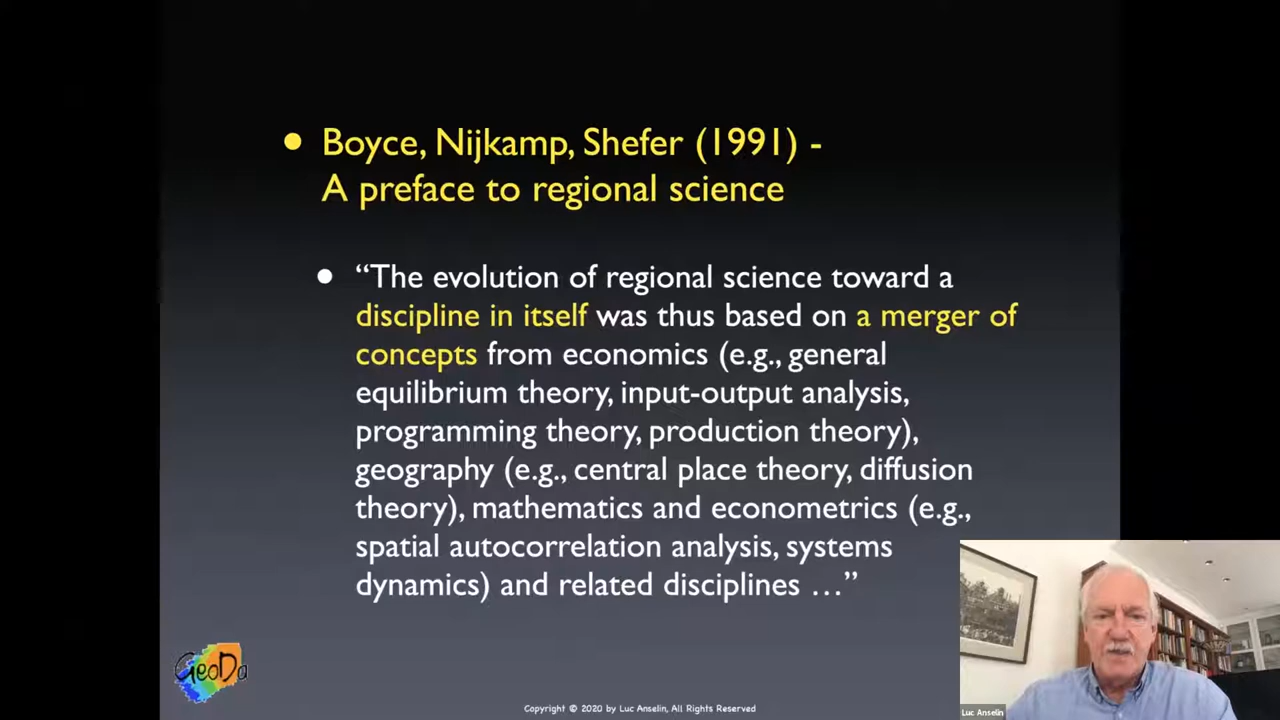 Boyce, Nijkamp, Shefer (1991) -
A preface to regional science
“The evolution of regional science toward a
discipline in itself was thus based on a merger of
concepts from economics (e.g., general
equilibrium theory, input-output analysis,
programming theory, production theory),
geography (e.g., central place theory, diffusion
theory), mathematics and econometrics (e.g.,
spatial autocorrelation analysis, systems
dynamics) and related disciplines …”
GeoDa
Copyright © 2020 by Luc Anselin, All Rights Reserved
Luc Anselin